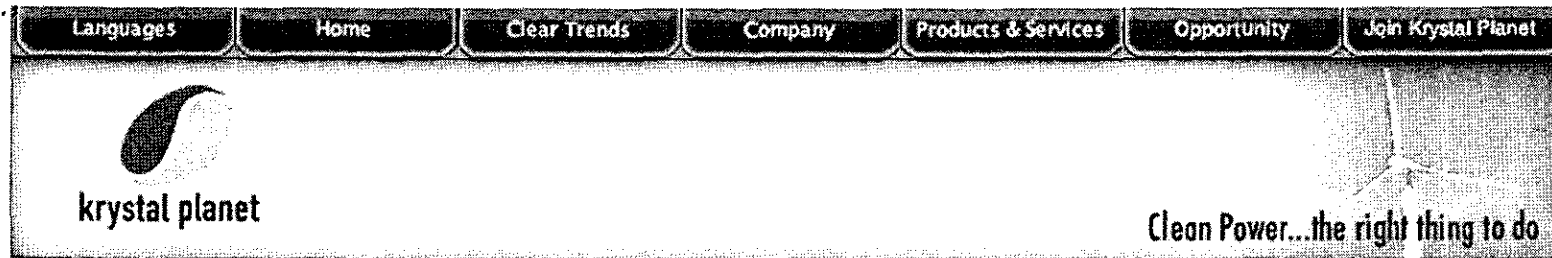 Languages Home Clear Trends Company Products & Services Opportunity Join Krystal Planet
krystal planet
Clean Power...the right thing to do